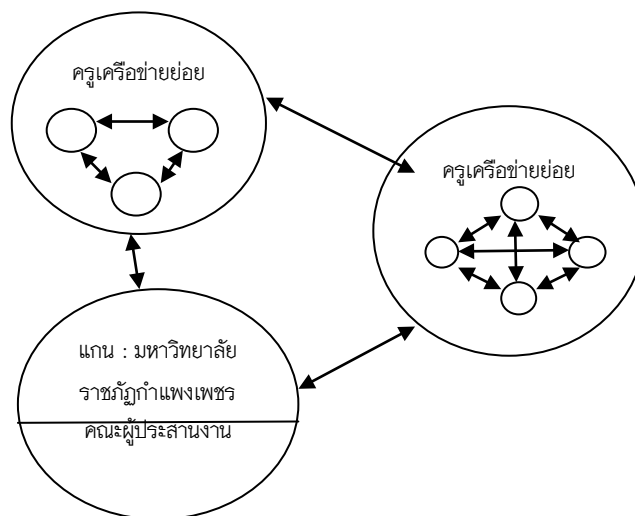 ครูเครือข่ายย่อย
ครูเครือข่ายย่อย
แกน : มหาวิทยาลัย
ราชภัฏกำแพงเพชร
คณะผู้ประสานงาน